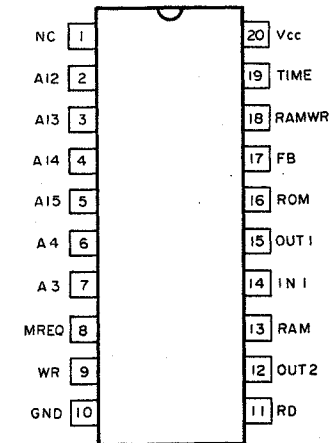 NC 1 20 Vcc
A12 2 19 TIME
A13 3 18 RAMWR
A14 4 17 FB
A15 5 16 ROM
A4 6 15 OUT1
A3 7 14 IN1
MREQ 8 13 RAM
WR 9 12 OUT2
GND 10 11 RD